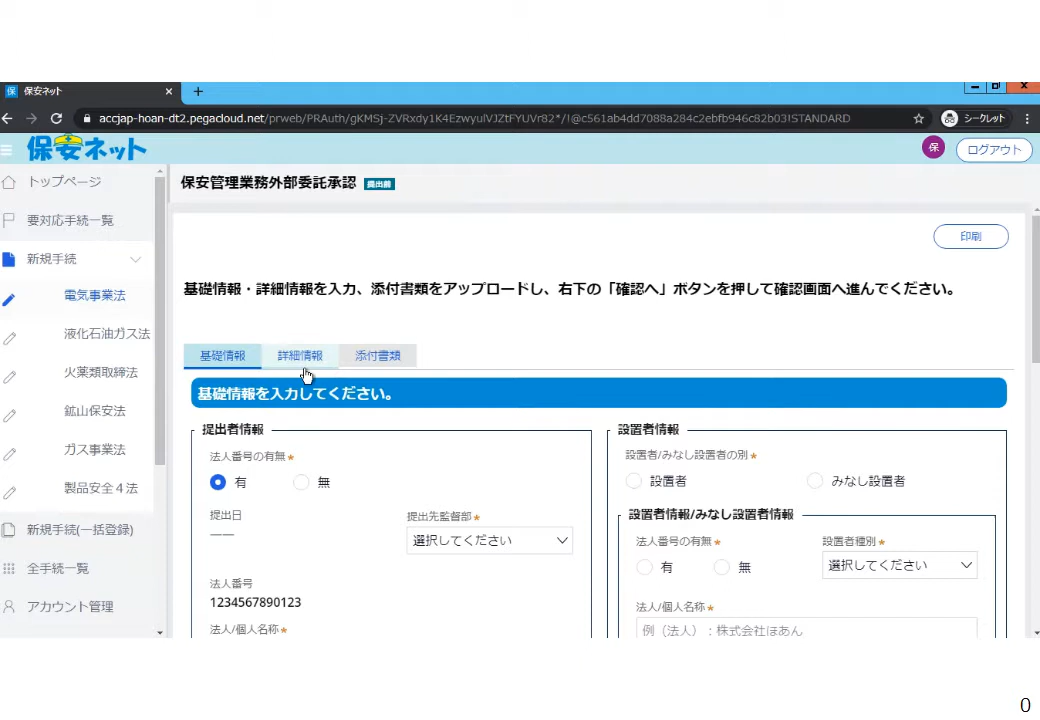 保 保安ネット × +
accjap-hoan-dt2.pegacloud.net/prweb/PRAuth/gKMSj-ZVRxdy1K4EzwyulVJZtFYUVr82*/!@c561ab4dd7088a284c2ebfb946c82b03!STANDARD シークレット
保安ネット 保 ログアウト
トップページ
要対応手続一覧
新規手続
電気事業法
液化石油ガス法
火薬類取締法
鉱山保安法
ガス事業法
製品安全４法
新規手続(一括登録)
全手続一覧
アカウント管理
保安管理業務外部委託承認 提出前
印刷
基礎情報・詳細情報を入力、添付書類をアップロードし、右下の「確認へ」ボタンを押して確認画面へ進んでください。
基礎情報 詳細情報 添付書類
基礎情報を入力してください。
提出者情報
法人番号の有無★
有 無
提出日 提出先監督部★
―― 選択してください
法人番号
1234567890123
法人/個人名称★
設置者情報
設置者/みなし設置者の別★
設置者 みなし設置者
設置者情報/みなし設置者情報
法人番号の有無★ 設置者種別★
有 無 選択してください
法人/個人名称★
例（法人）：株式会社ほあん
0